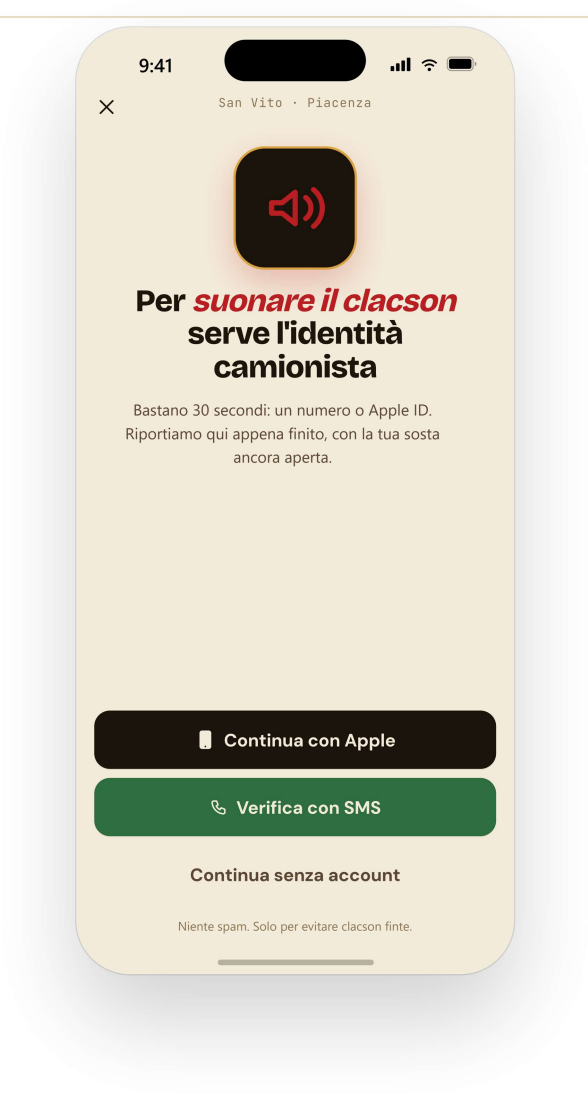 9:41
San Vito · Piacenza
Per suonare il clacson
serve l'identità
camionista
Bastano 30 secondi: un numero o Apple ID.
Riportiamo qui appena finito, con la tua sosta
ancora aperta.
Continua con Apple
Verifica con SMS
Continua senza account
Niente spam. Solo per evitare clacson finte.